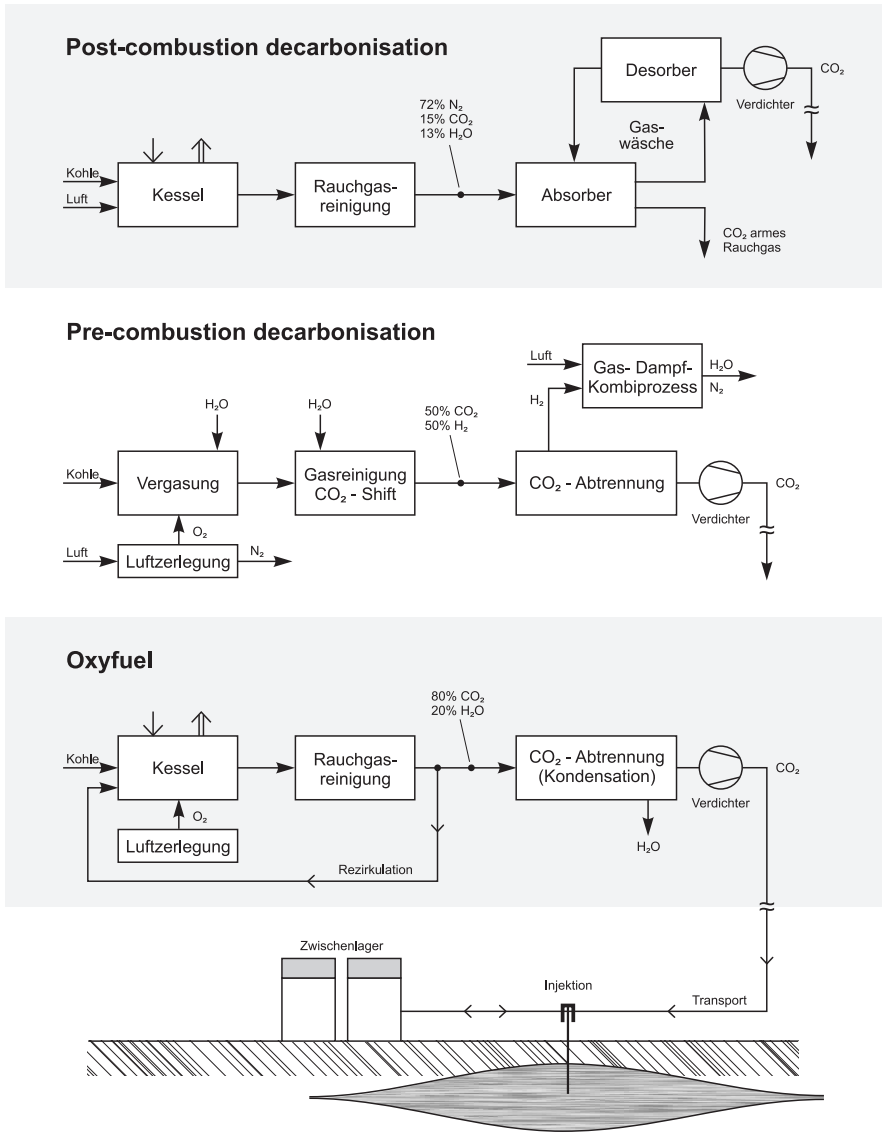 Post-combustion decarbonisation
Desorber
CO₂
Verdichter
72% N₂
15% CO₂
13% H₂O
Gas-
wäsche
Kohle
Luft
Kessel
Rauchgas-
reinigung
Absorber
CO₂ armes
Rauchgas
Pre-combustion decarbonisation
Luft
Gas- Dampf-
Kombiprozess
H₂O
N₂
H₂
H₂O
H₂O
50% CO₂
50% H₂
Kohle
Vergasung
Gasreinigung
CO₂ - Shift
CO₂ - Abtrennung
CO₂
Verdichter
O₂
Luft
Luftzerlegung
N₂
Oxyfuel
80% CO₂
20% H₂O
Kohle
Kessel
Rauchgas-
reinigung
CO₂ - Abtrennung
(Kondensation)
CO₂
Verdichter
O₂
Luftzerlegung
H₂O
Rezirkulation
Zwischenlager
Injektion
Transport